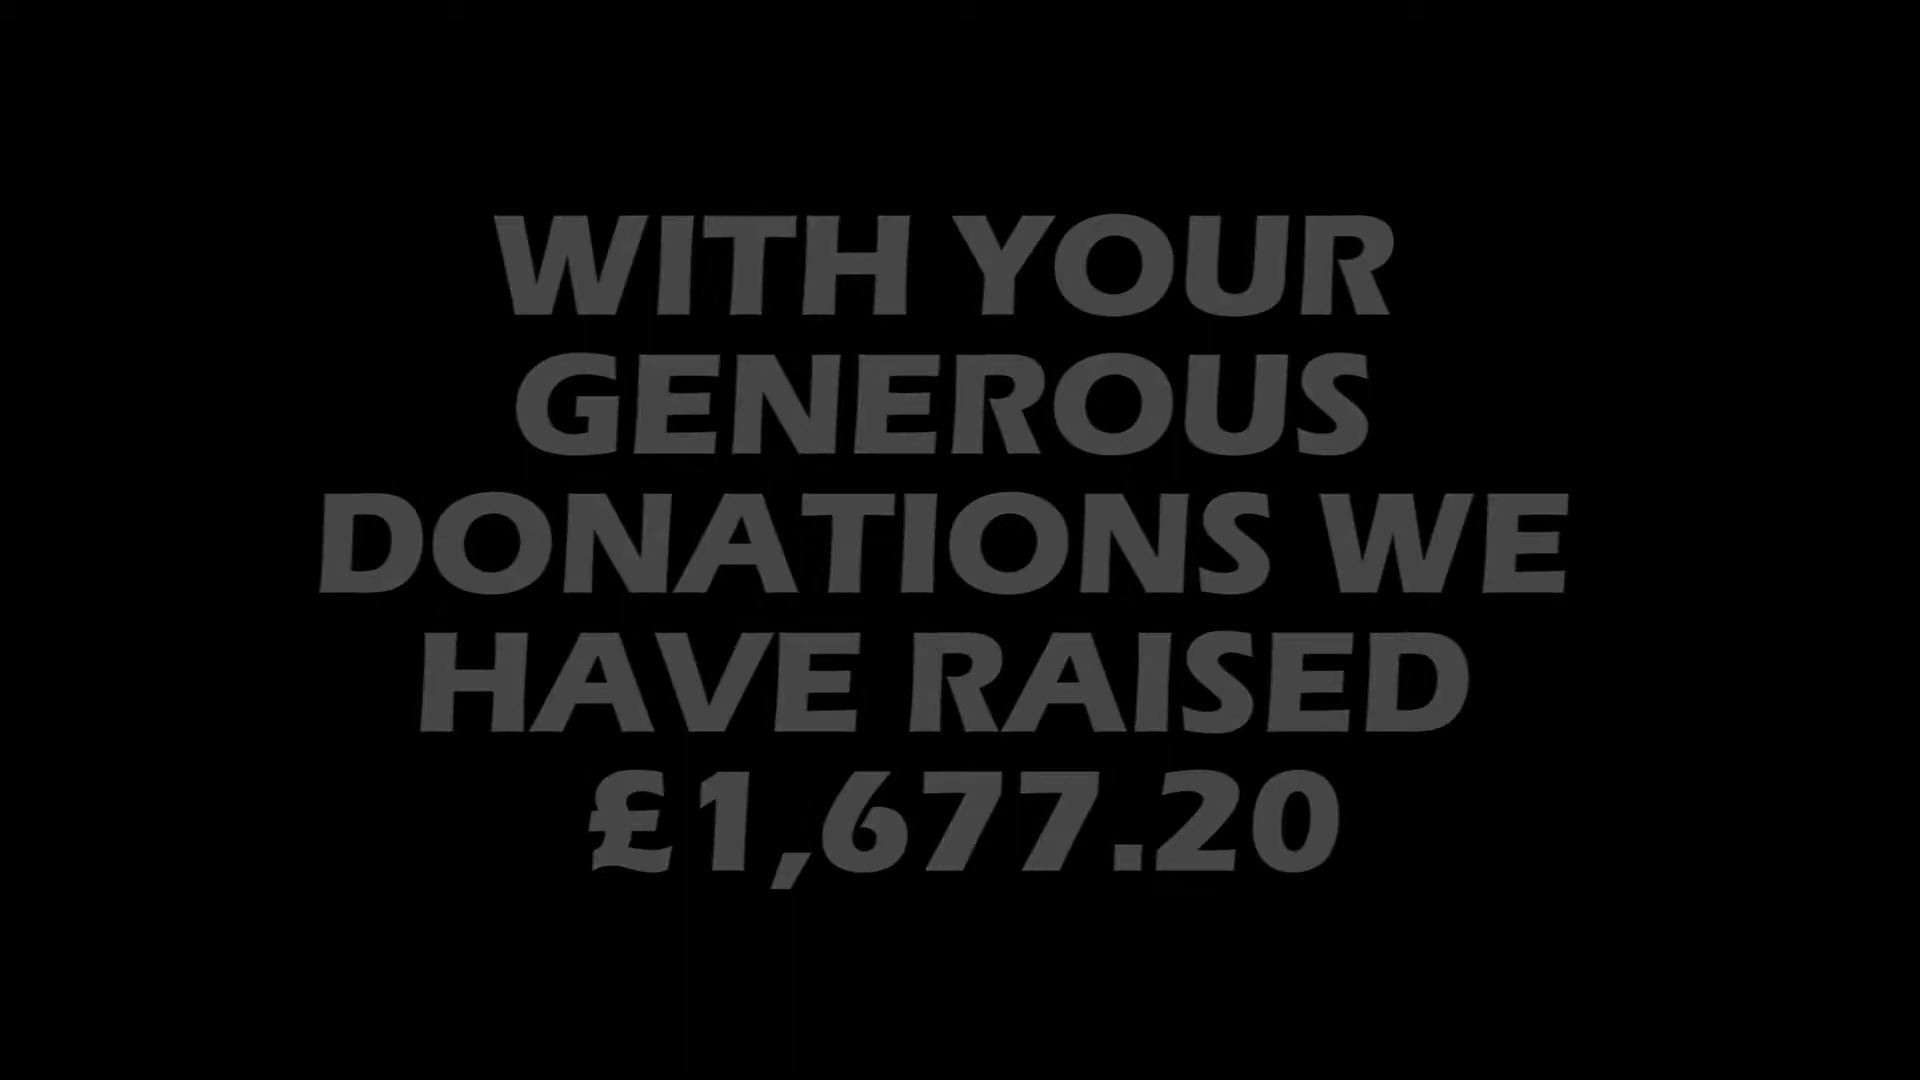 WITH YOUR
GENEROUS
DONATIONS WE
HAVE RAISED
£1,677.20